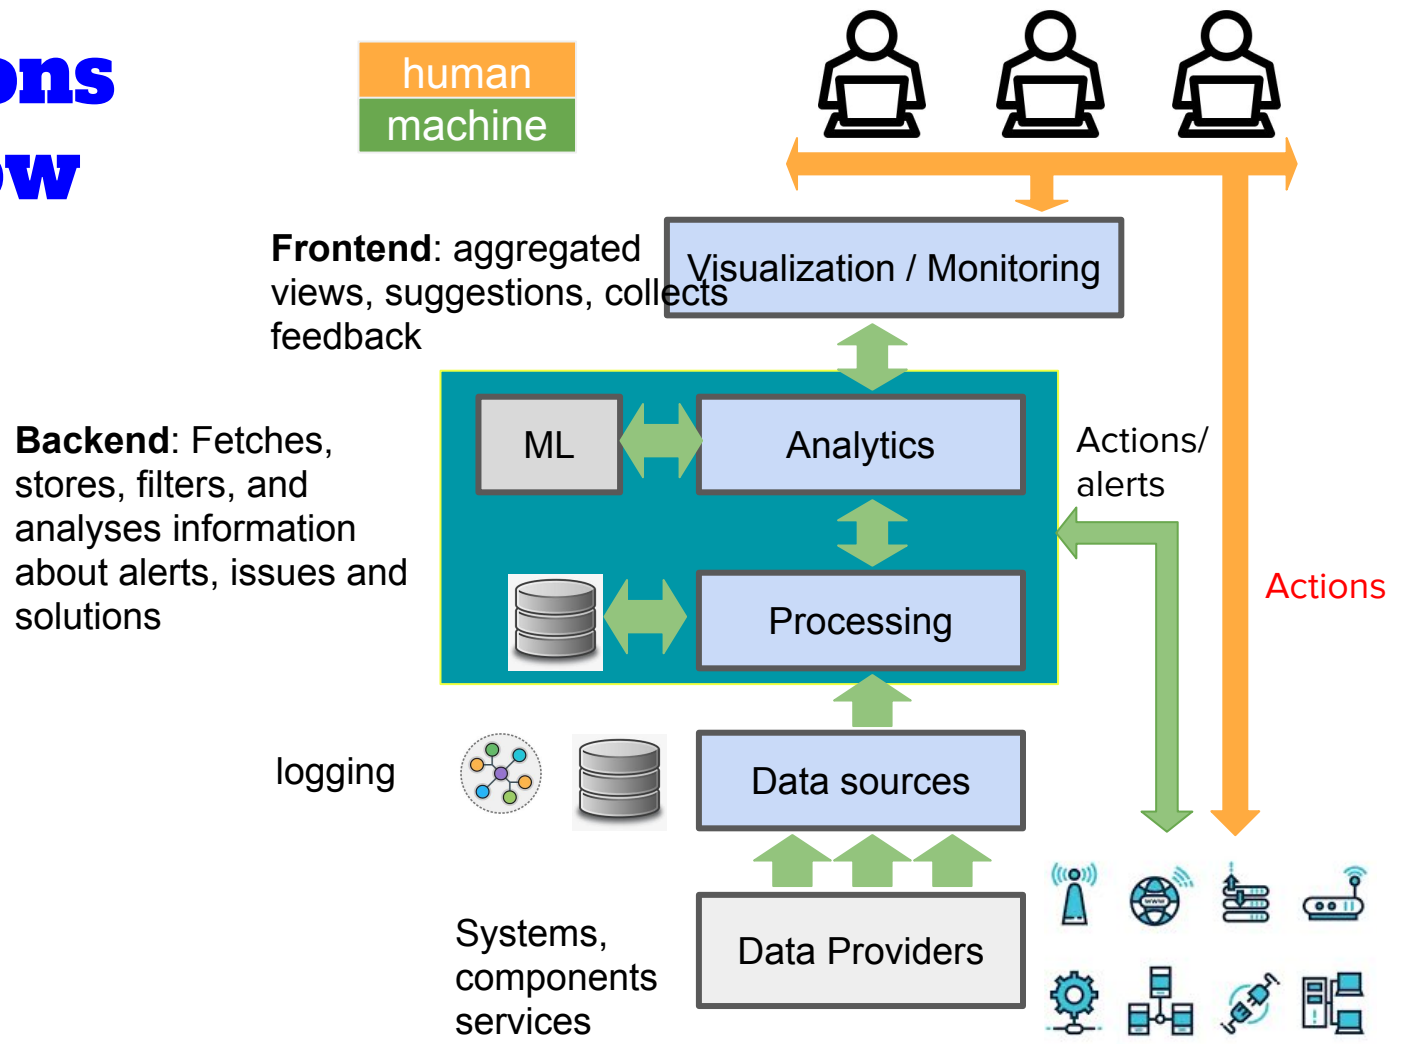 human
machine
Frontend: aggregated
views, suggestions, collects
feedback
Visualization / Monitoring
Backend: Fetches,
stores, filters, and
analyses information
about alerts, issues and
solutions
ML
Analytics
Actions/
alerts
Processing
Actions
logging
Data sources
Systems,
components
services
Data Providers
www